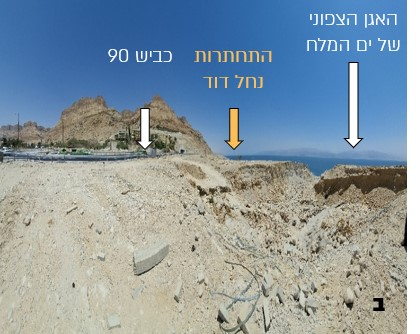 האגן הצפוני
של ים המלח
התחתרות
נחל דוד
כביש 90
ב